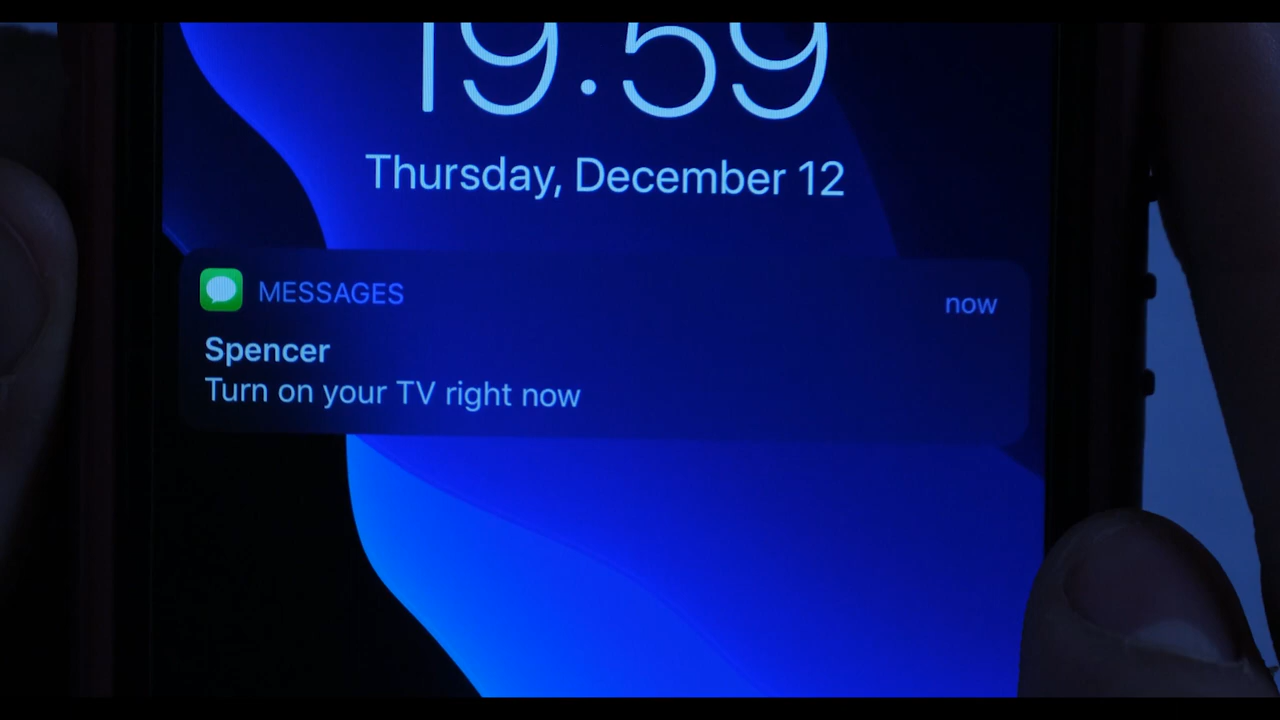 19.59
Thursday, December 12
MESSAGES
now
Spencer
Turn on your TV right now